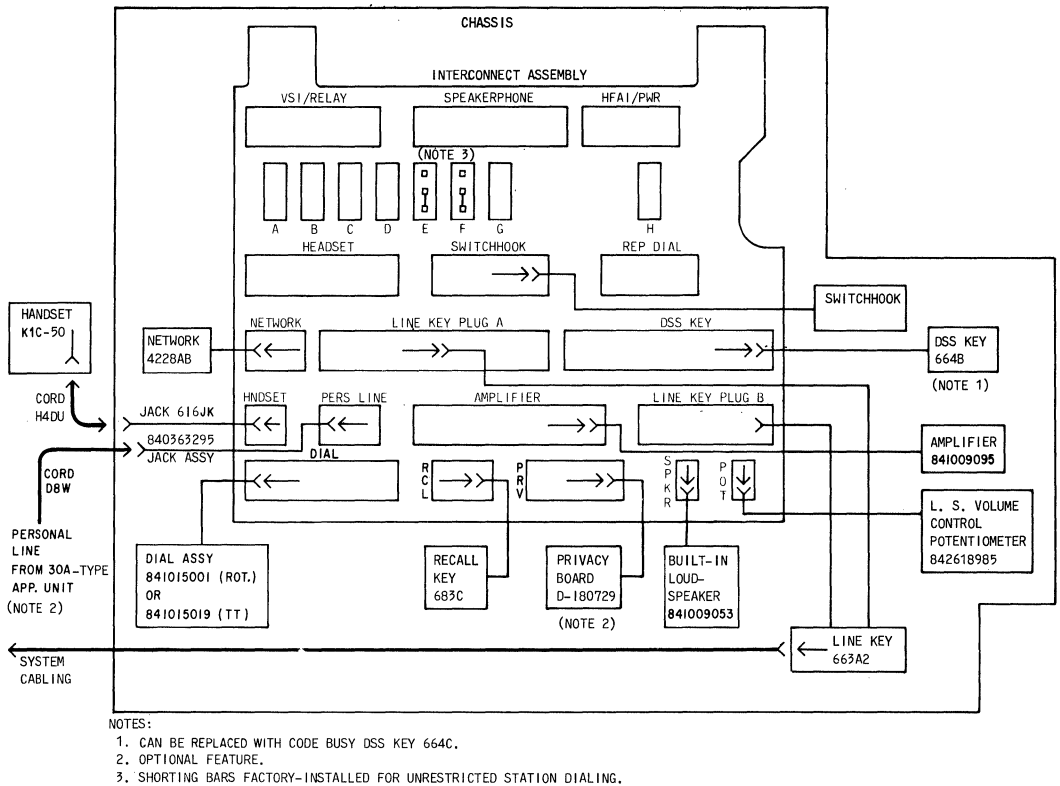 CHASSIS
INTERCONNECT ASSEMBLY
VSI/RELAY
SPEAKERPHONE
HFAI/PWR
(NOTE 3)
A
B
C
D
E
F
G
H
HEADSET
SWITCHHOOK
REP DIAL
SWITCHHOOK
HANDSET
K1C-50
NETWORK
LINE KEY PLUG A
DSS KEY
NETWORK
4228AB
DSS KEY
664B
(NOTE 1)
CORD
H4DU
JACK 616JK
HNDSET
PERS LINE
AMPLIFIER
LINE KEY PLUG B
840363295
JACK ASSY
AMPLIFIER
841009095
CORD
D8W
DIAL
RCL
PRV
SPKR
POT
L. S. VOLUME
CONTROL
POTENTIOMETER
842618985
PERSONAL
LINE
FROM 30A-TYPE
APP. UNIT
(NOTE 2)
DIAL ASSY
841015001 (ROT.)
OR
841015019 (TT)
RECALL
KEY
683C
PRIVACY
BOARD
D-180729
(NOTE 2)
BUILT-IN
LOUD-
SPEAKER
841009053
LINE KEY
663A2
SYSTEM
CABLING
NOTES:
1. CAN BE REPLACED WITH CODE BUSY DSS KEY 664C.
2. OPTIONAL FEATURE.
3. SHORTING BARS FACTORY-INSTALLED FOR UNRESTRICTED STATION DIALING.